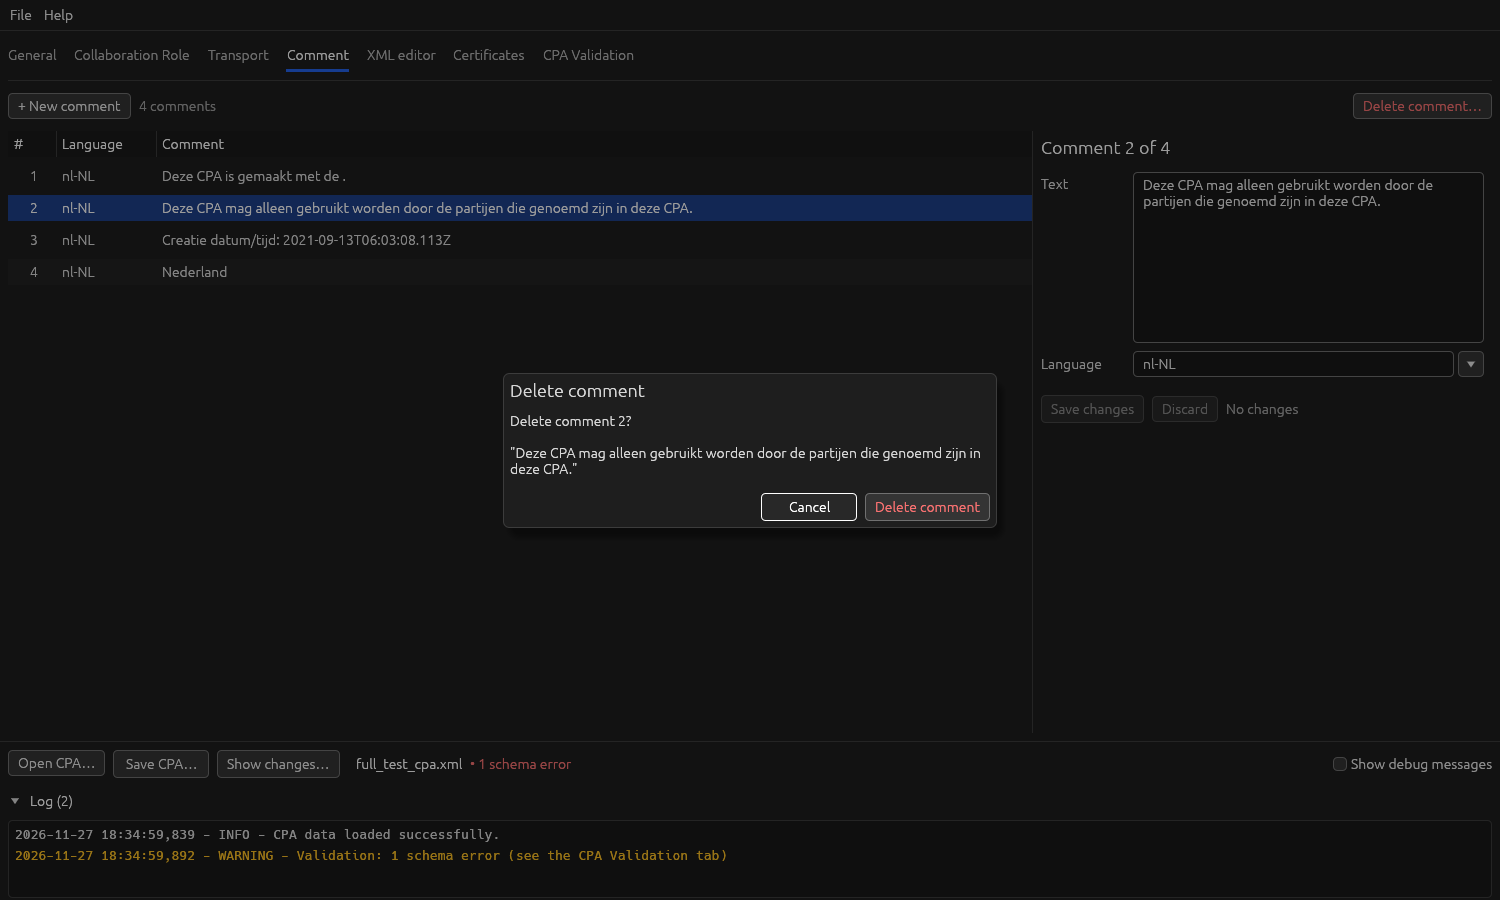 File Help
General Collaboration Role Transport Comment XML editor Certificates CPA Validation
+ New comment 4 comments Delete comment...
# Language Comment
1 nl-NL Deze CPA is gemaakt met de .
2 nl-NL Deze CPA mag alleen gebruikt worden door de partijen die genoemd zijn in deze CPA.
3 nl-NL Creatie datum/tijd: 2021-09-13T06:03:08.113Z
4 nl-NL Nederland
Comment 2 of 4
Text Deze CPA mag alleen gebruikt worden door de
partijen die genoemd zijn in deze CPA.
Language nl-NL
Save changes Discard No changes
Delete comment
Delete comment 2?
"Deze CPA mag alleen gebruikt worden door de partijen die genoemd zijn in
deze CPA."
Cancel Delete comment
Open CPA... Save CPA... Show changes... full_test_cpa.xml • 1 schema error Show debug messages
Log (2)
2026-11-27 18:34:59,839 - INFO - CPA data loaded successfully.
2026-11-27 18:34:59,892 - WARNING - Validation: 1 schema error (see the CPA Validation tab)